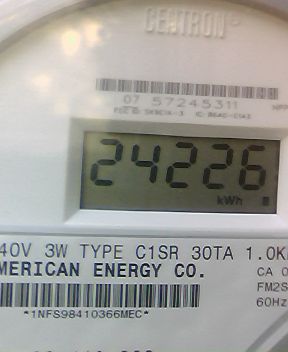 CENTRON
07 57245311
24226
kWh
40V 3W TYPE C1SR 30TA 1.0K
MERICAN ENERGY CO.
CA 0
FM2S
60Hz
*1NFS98410366MEC*